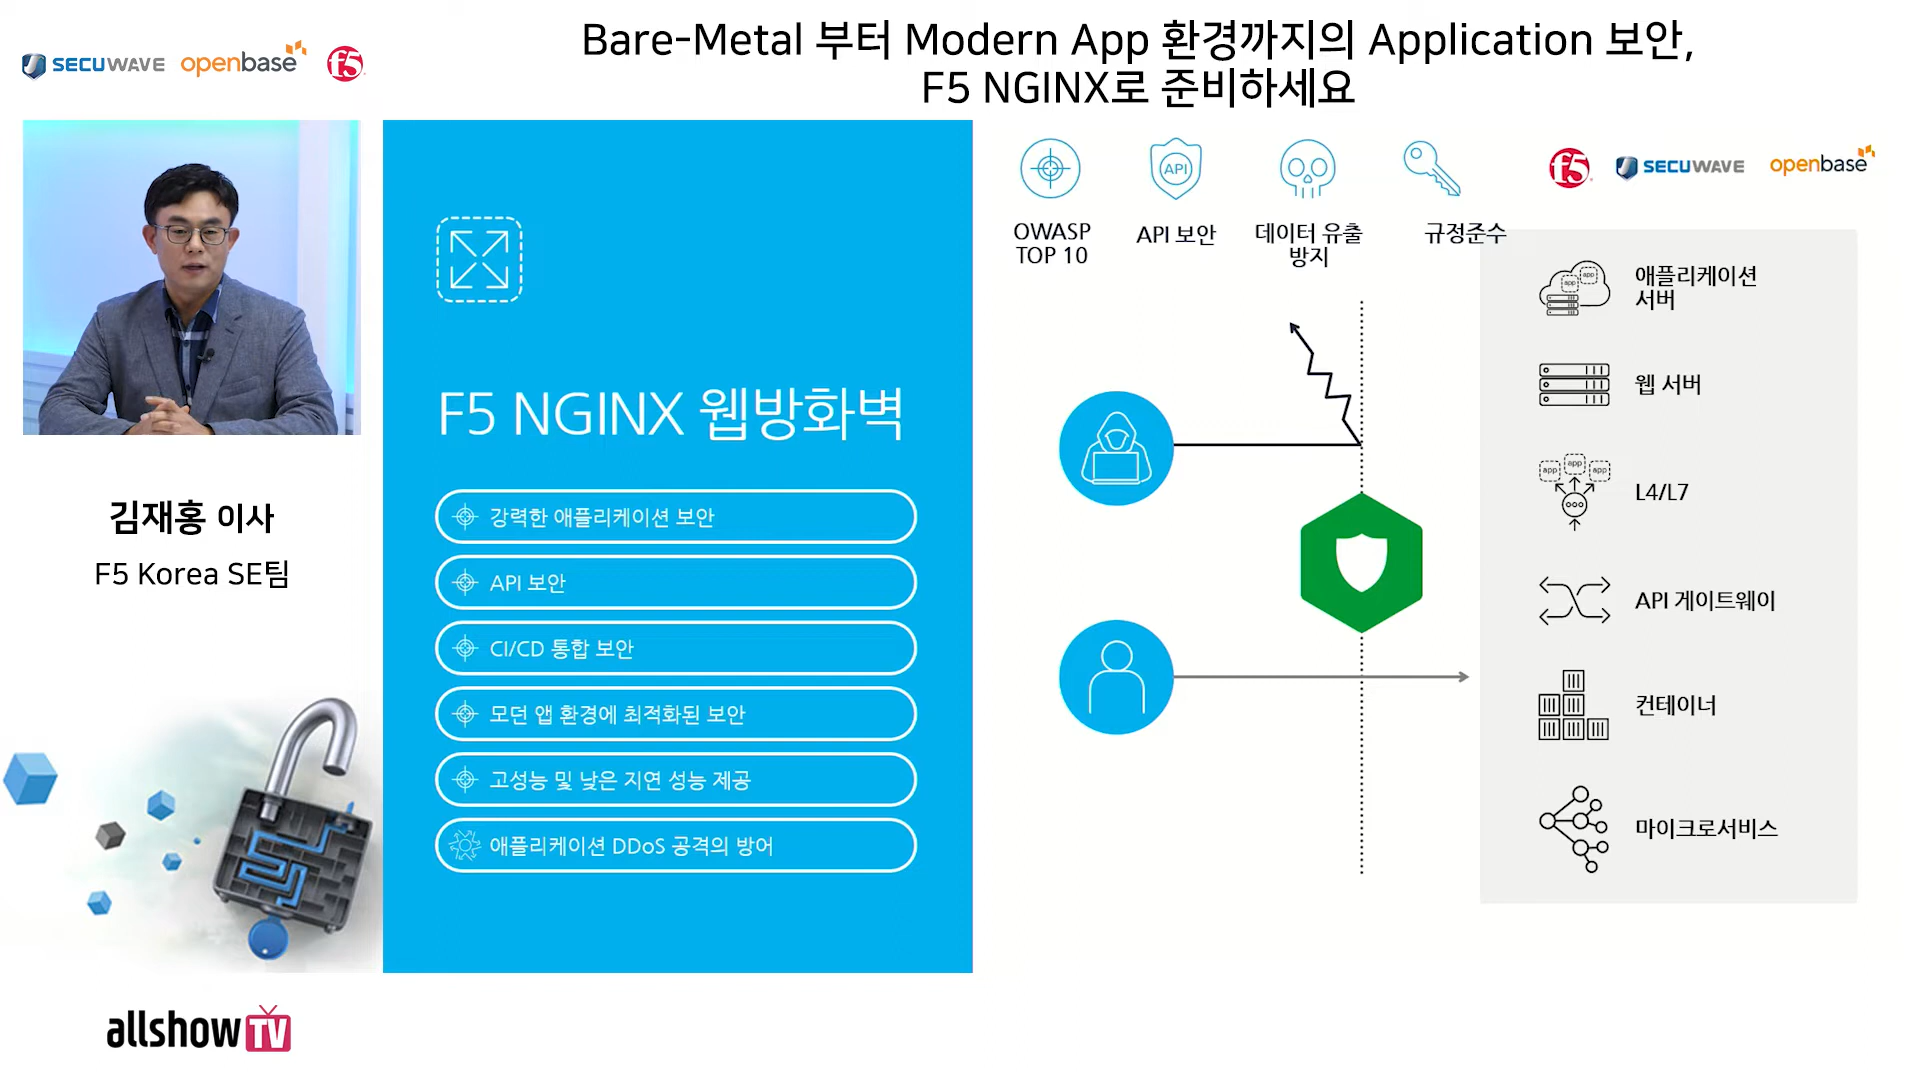 Bare-Metal 부터 Modern App 환경까지의 Application 보안,
F5 NGINX로 준비하세요
SECUWAVE openbase f5
김재홍 이사
F5 Korea SE팀
allshow TV
F5 NGINX 웹방화벽
강력한 애플리케이션 보안
API 보안
CI/CD 통합 보안
모던 앱 환경에 최적화된 보안
고성능 및 낮은 지연 성능 제공
애플리케이션 DDoS 공격의 방어
API
OWASP
TOP 10
API 보안
데이터 유출
방지
규정준수
f5 SECUWAVE openbase
app app
애플리케이션
서버
웹 서버
app app app
L4/L7
API 게이트웨이
컨테이너
마이크로서비스